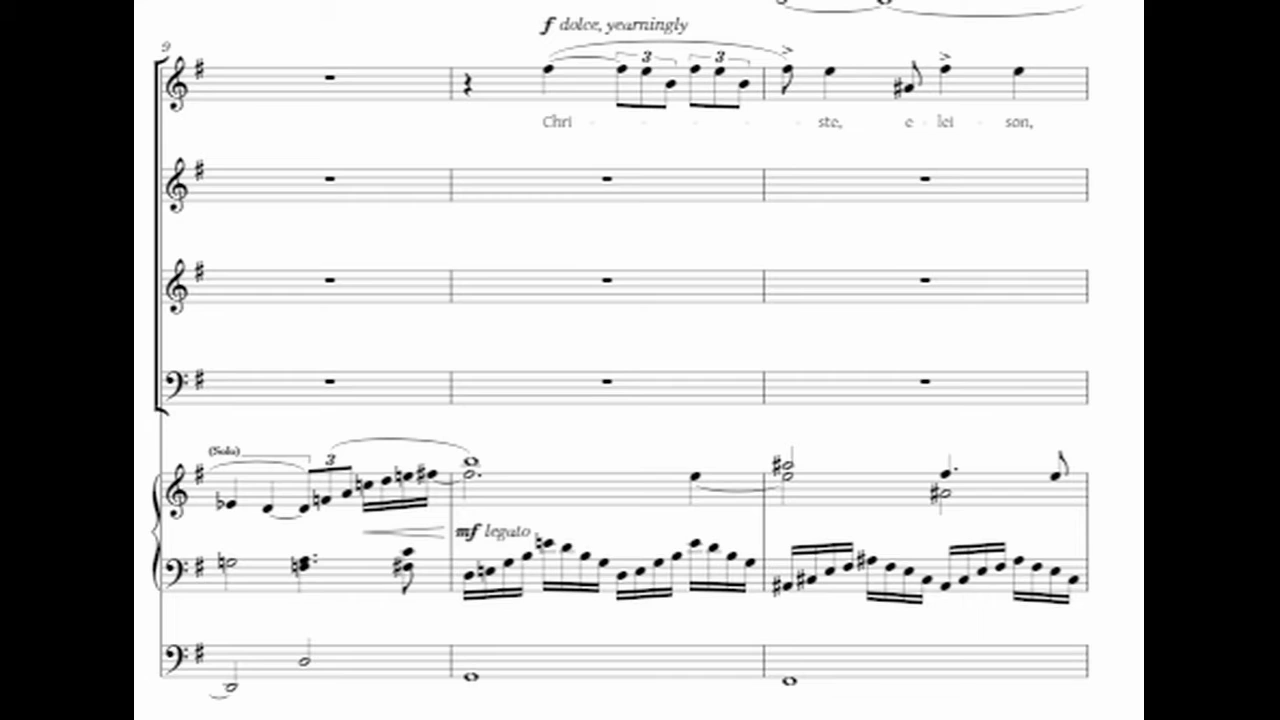 f dolce, yearningly
9
3 3
Chri - - - - - ste, e - lei - son,
(Solo)
3
mf legato